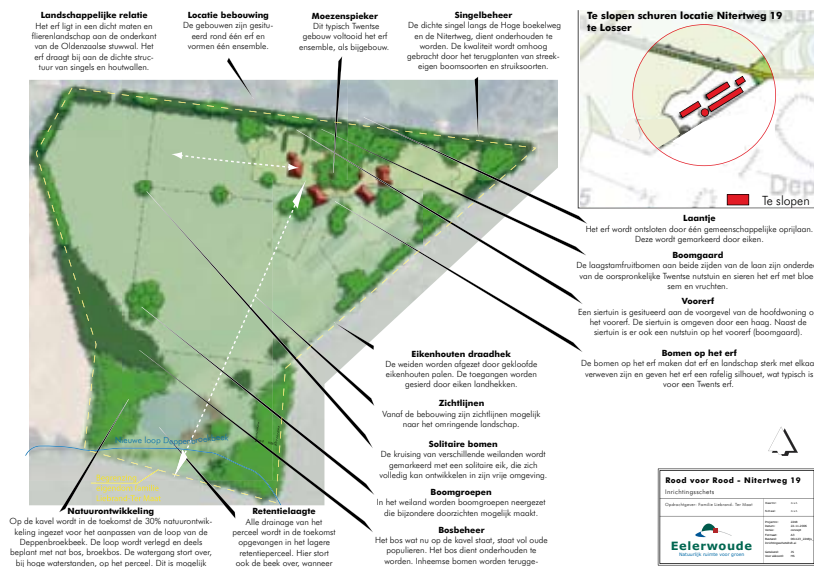 Landschappelijke relatie
Het erf ligt in een dicht maten en
flierenlandschap aan de onderkant
van de Oldenzaalse stuwwal. Het
erf draagt bij aan de dichte struc-
tuur van singels en houtwallen.
Locatie bebouwing
De gebouwen zijn gesitu-
eerd rond één erf en
vormen één ensemble.
Moezenspieker
Dit typisch Twentse
gebouw voltooid het erf
ensemble, als bijgebouw.
Singelbeheer
De dichte singel langs de Hoge boekelweg
en de Nitertweg, dient onderhouden te
worden. De kwaliteit wordt omhoog
gebracht door het terugplanten van streek-
eigen boomsoorten en struiksoorten.
Te slopen schuren locatie Nitertweg 19
te Losser
Te slopen
Laantje
Het erf wordt ontsloten door één gemeenschappelijke oprijlaan.
Deze wordt gemarkeerd door eiken.
Boomgaard
De laagstamfruitbomen aan beide zijden van de laan zijn onderdee
van de oorspronkelijke Twentse nutstuin en sieren het erf met bloe
sem en vruchten.
Voorerf
Een siertuin is gesitueerd aan de voorgevel van de hoofdwoning o
het voorerf. De siertuin is omgeven door een haag. Naast de
siertuin is er ook een nutstuin op het voorerf (boomgaard).
Bomen op het erf
De bomen op het erf maken dat erf en landschap sterk met elkaa
verweven zijn en geven het erf een rafelig silhouet, wat typisch is
voor een Twents erf.
Eikenhouten draadhek
De weiden worden afgezet door gekloofde
eikenhouten palen. De toegangen worden
gesierd door eiken landhekken.
Zichtlijnen
Vanaf de bebouwing zijn zichtlijnen mogelijk
naar het omringende landschap.
Solitaire bomen
De kruising van verschillende weilanden wordt
gemarkeerd met een solitaire eik, die zich
volledig kan ontwikkelen in zijn vrije omgeving.
Boomgroepen
In het weiland worden boomgroepen neergezet
die bijzondere doorzichten mogelijk maakt.
Bosbeheer
Het bos wat nu op de kavel staat, staat vol oude
populieren. Het bos dient onderhouden te
worden. Inheemse bomen worden terugge-
Nieuwe loop
Natuurontwikkeling
Op de kavel wordt in de toekomst de 30% natuurontwik-
keling ingezet voor het aanpassen van de loop van de
Deppenbroekbeek. De loop wordt verlegd en deels
beplant met nat bos, broekbos. De watergang start over,
bij hoge waterstanden, op het perceel. Dit is mogelijk
Retentielaagte
Alle drainage van het
perceel wordt in de toekomst
opgevangen in het lagere
retentieperceel. Hier start
ook de beek over, wanneer
Rood voor Rood - Nitertweg 19
Inrichtingsschets
Eelerwoude
Natuurlijk ruimte voor groen